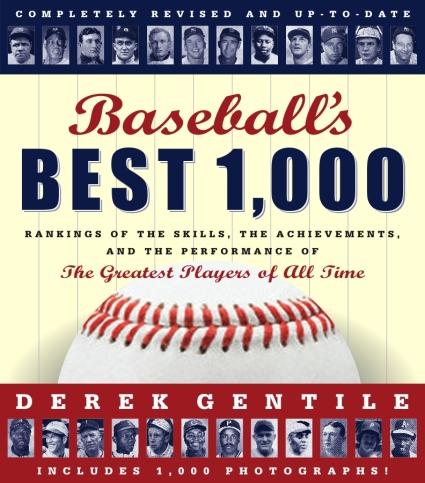 COMPLETELY REVISED AND UP-TO-DATE
Baseball's
BEST 1,000
RANKINGS OF THE SKILLS, THE ACHIEVEMENTS,
AND THE PERFORMANCE OF
The Greatest Players of All Time
DEREK GENTILE
INCLUDES 1,000 PHOTOGRAPHS!